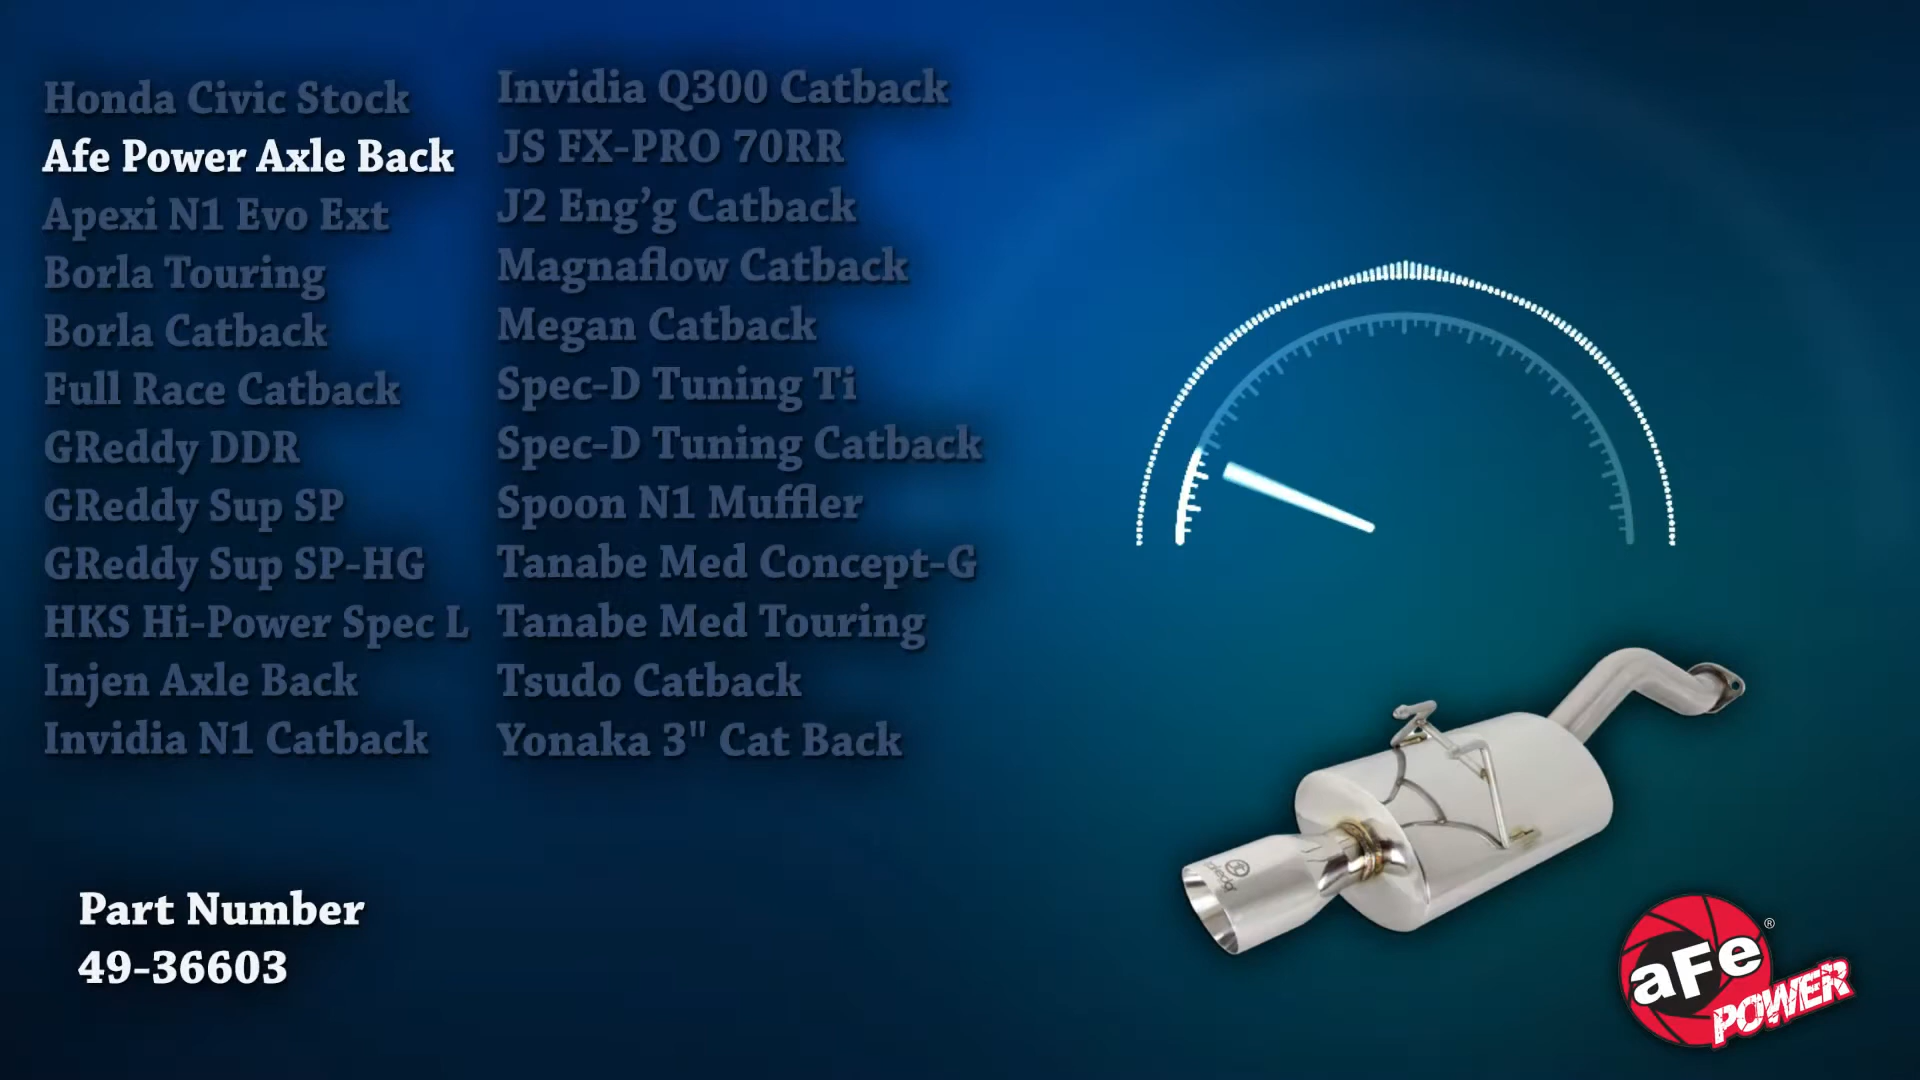 Honda Civic Stock
Afe Power Axle Back
Apexi N1 Evo Ext
Borla Touring
Borla Catback
Full Race Catback
GReddy DDR
GReddy Sup SP
GReddy Sup SP-HG
HKS Hi-Power Spec L
Injen Axle Back
Invidia N1 Catback
Invidia Q300 Catback
JS FX-PRO 70RR
J2 Eng’g Catback
Magnaflow Catback
Megan Catback
Spec-D Tuning Ti
Spec-D Tuning Catback
Spoon N1 Muffler
Tanabe Med Concept-G
Tanabe Med Touring
Tsudo Catback
Yonaka 3" Cat Back
Part Number
49-36603
aFe ®
POWER